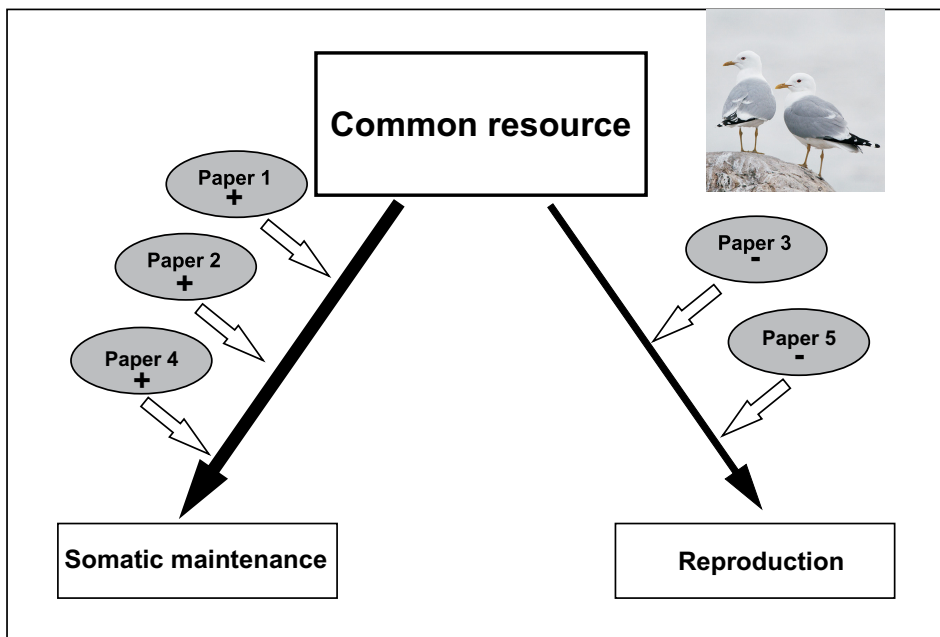 Common resource
Paper 1
+
Paper 2
+
Paper 4
+
Paper 3
-
Paper 5
-
Somatic maintenance
Reproduction